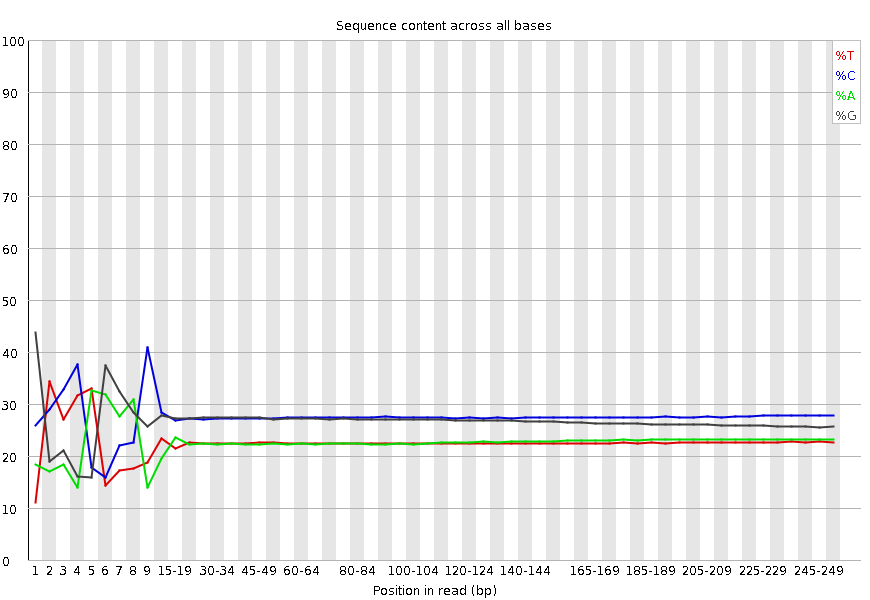 Sequence content across all bases
100
90
80
70
60
50
40
30
20
10
0
%T
%C
%A
%G
1 2 3 4 5 6 7 8 9 15-19 30-34 45-49 60-64 80-84 100-104 120-124 140-144 165-169 185-189 205-209 225-229 245-249
Position in read (bp)